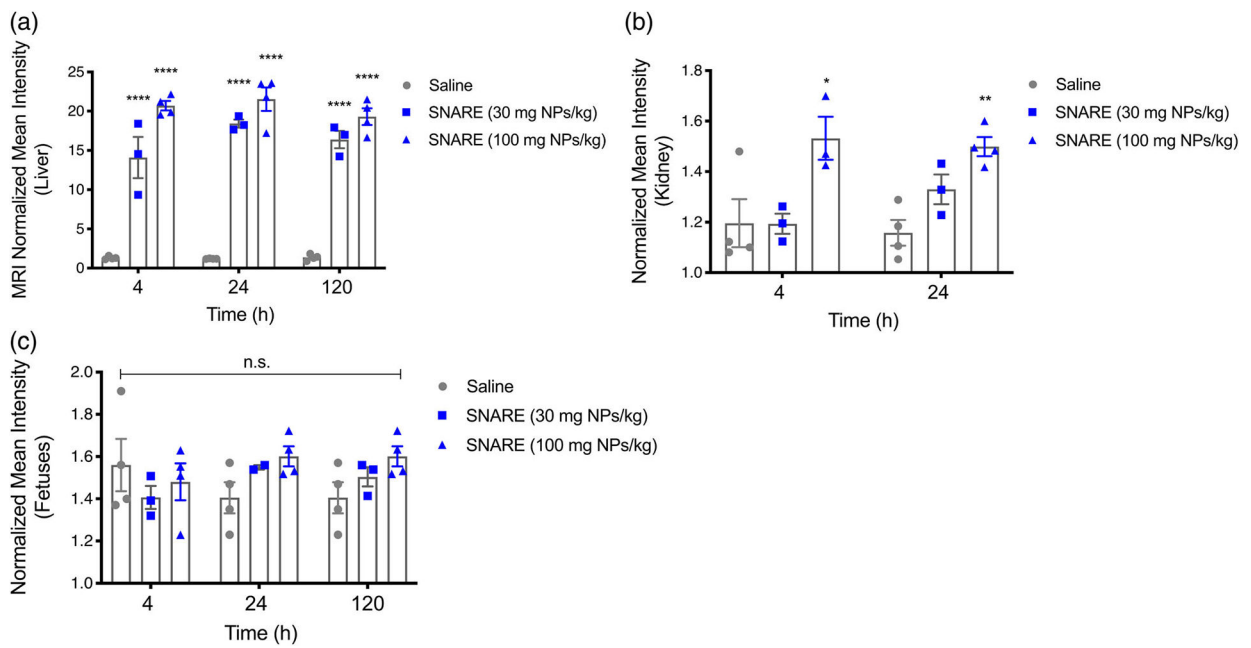 (a)
MRI Normalized Mean Intensity
(Liver)
25
20
15
10
5
0
**** ****
**** ****
**** ****
4 24 120
Time (h)
Saline
SNARE (30 mg NPs/kg)
SNARE (100 mg NPs/kg)
(b)
Normalized Mean Intensity
(Kidney)
1.8
1.6
1.4
1.2
1.0
*
**
4 24
Time (h)
Saline
SNARE (30 mg NPs/kg)
SNARE (100 mg NPs/kg)
(c)
Normalized Mean Intensity
(Fetuses)
2.0
1.8
1.6
1.4
1.2
1.0
n.s.
4 24 120
Time (h)
Saline
SNARE (30 mg NPs/kg)
SNARE (100 mg NPs/kg)